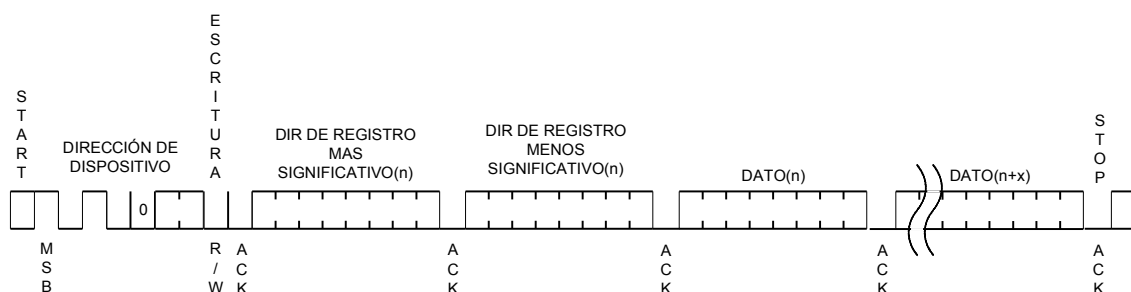 START
DIRECCIÓN DE
DISPOSITIVO
ESCRITURA
DIR DE REGISTRO
MAS
SIGNIFICATIVO(n)
DIR DE REGISTRO
MENOS
SIGNIFICATIVO(n)
DATO(n)
DATO(n+x)
STOP
0
MSB
R/W
ACK
ACK
ACK
ACK
ACK